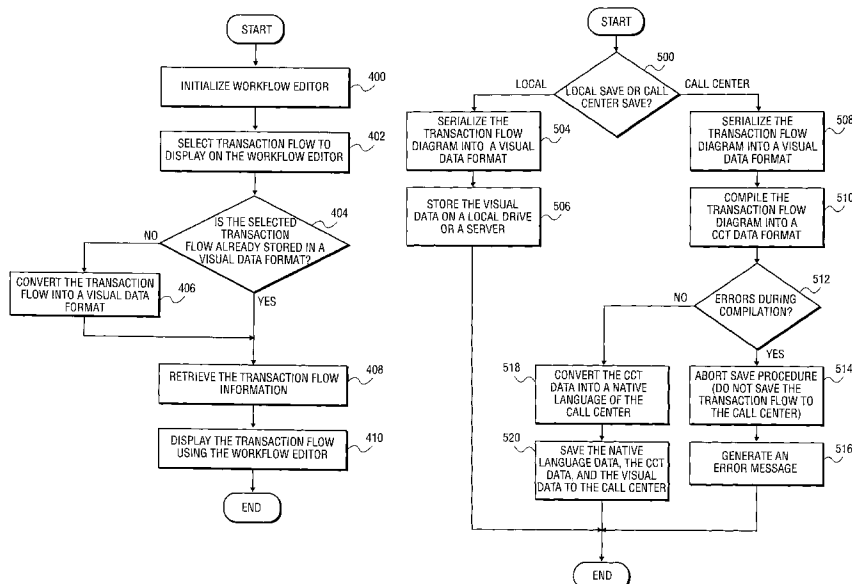 START
INITIALIZE WORKFLOW EDITOR
400
SELECT TRANSACTION FLOW TO
DISPLAY ON THE WORKFLOW EDITOR
402
404
IS THE SELECTED
TRANSACTION
FLOW ALREADY STORED IN A
VISUAL DATA FORMAT?
NO
YES
CONVERT THE TRANSACTION
FLOW INTO A VISUAL DATA
FORMAT
406
RETRIEVE THE TRANSACTION FLOW
INFORMATION
408
DISPLAY THE TRANSACTION FLOW
USING THE WORKFLOW EDITOR
410
END
START
500
LOCAL SAVE OR CALL
CENTER SAVE?
LOCAL
CALL CENTER
SERIALIZE THE
TRANSACTION FLOW
DIAGRAM INTO A VISUAL
DATA FORMAT
504
STORE THE VISUAL
DATA ON A LOCAL DRIVE
OR A SERVER
506
SERIALIZE THE
TRANSACTION FLOW
DIAGRAM INTO A VISUAL
DATA FORMAT
508
COMPILE THE
TRANSACTION FLOW
DIAGRAM INTO A CCT
DATA FORMAT
510
512
ERRORS DURING
COMPILATION?
NO
YES
518
CONVERT THE CCT
DATA INTO A NATIVE
LANGUAGE OF THE
CALL CENTER
520
SAVE THE NATIVE
LANGUAGE DATA, THE CCT
DATA, AND THE VISUAL
DATA TO THE CALL CENTER
ABORT SAVE PROCEDURE
(DO NOT SAVE THE
TRANSACTION FLOW TO
THE CALL CENTER)
514
GENERATE AN
ERROR MESSAGE
516
END